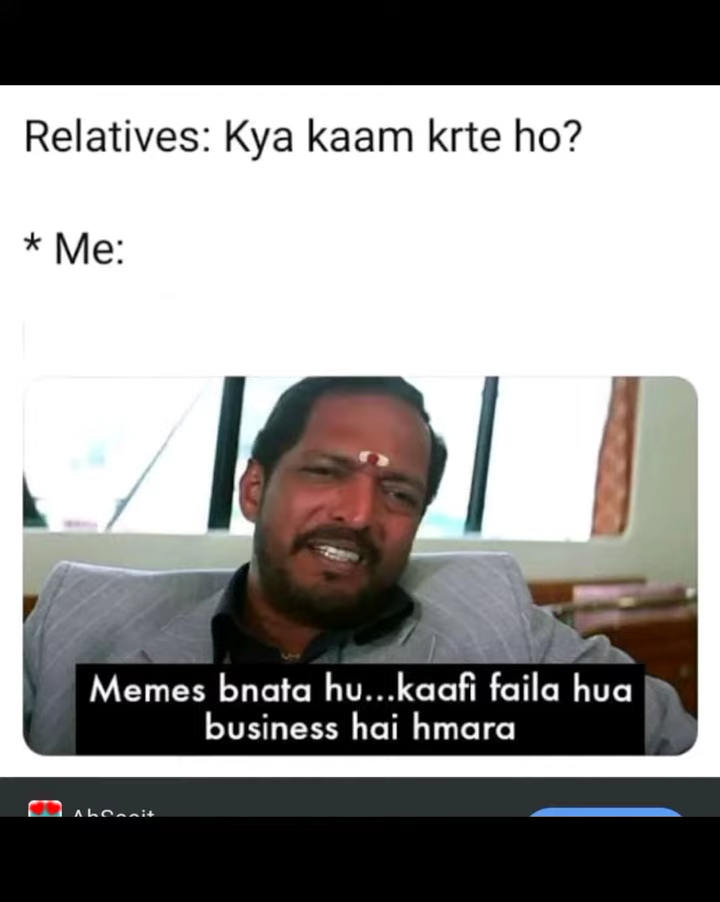 Relatives: Kya kaam krte ho?
* Me:
Memes bnata hu...kaafi faila hua
business hai hmara